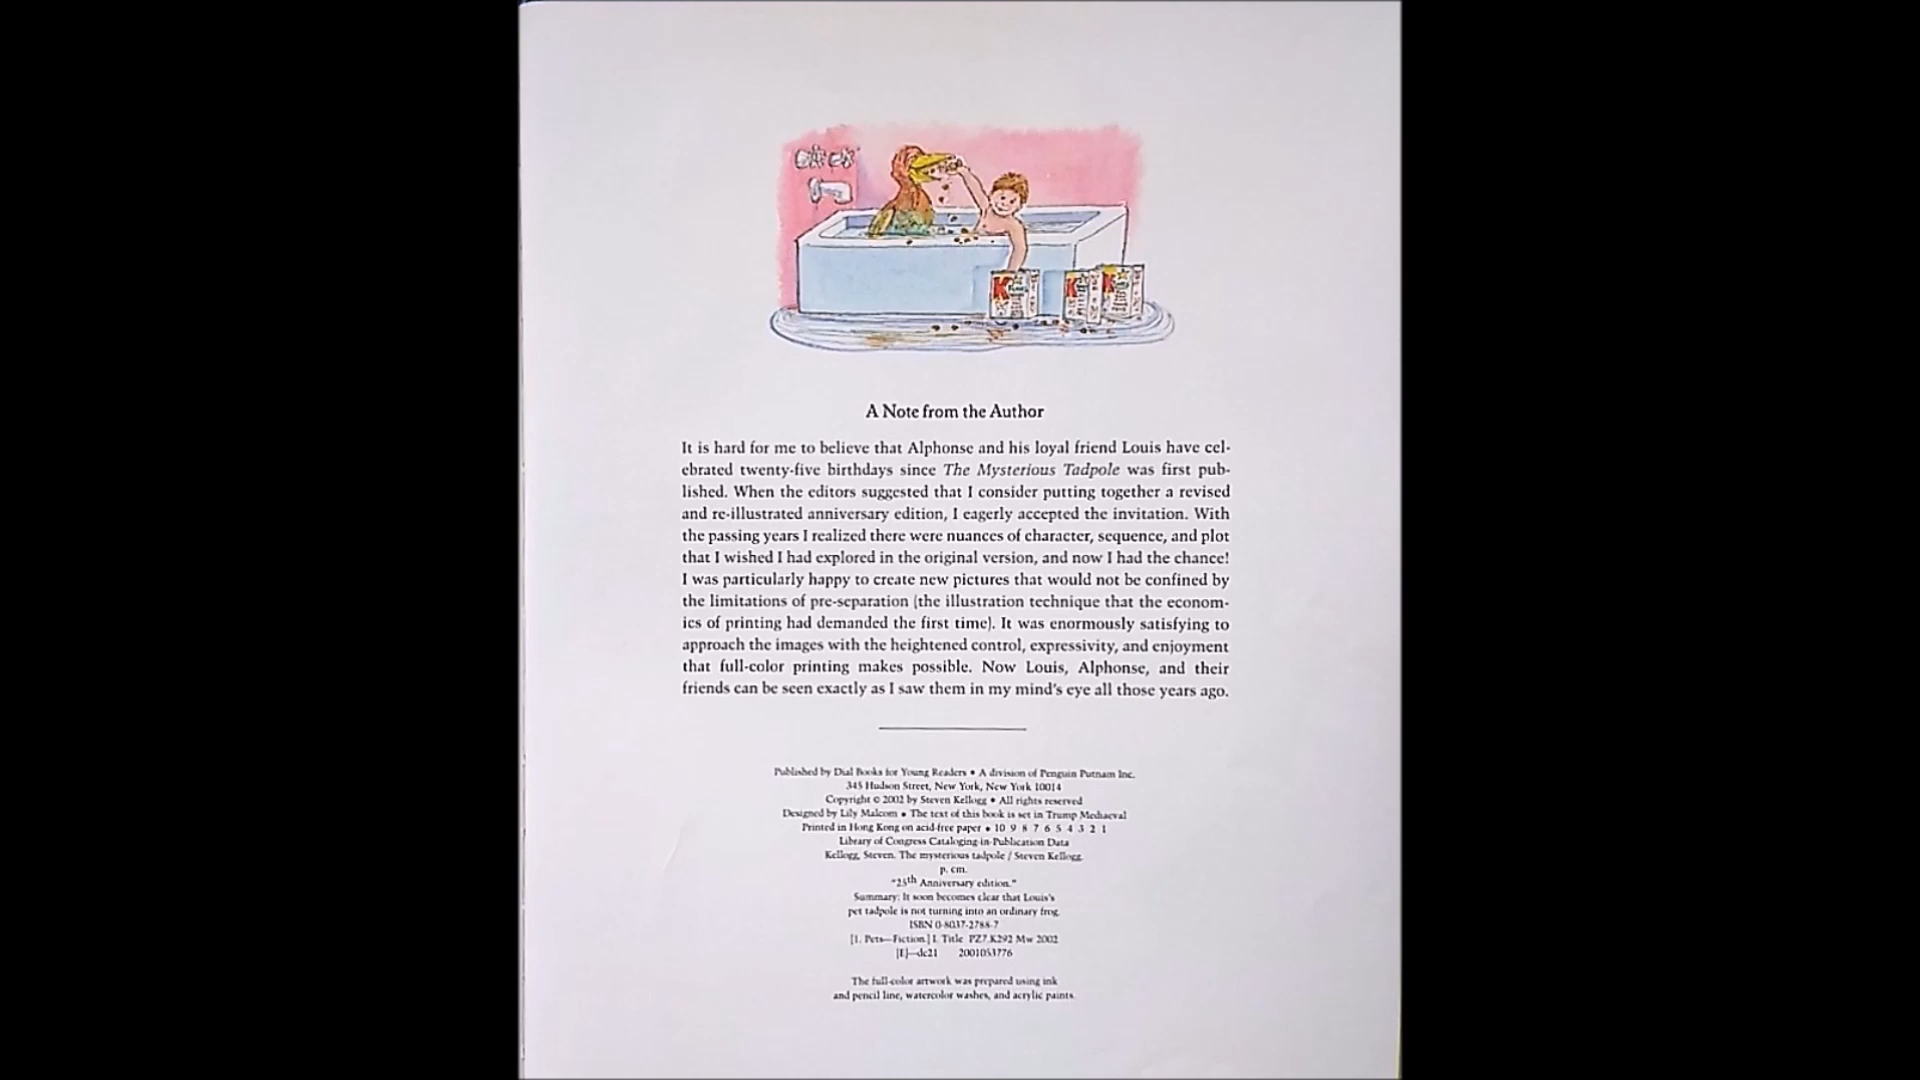 K
K
K
A Note from the Author
It is hard for me to believe that Alphonse and his loyal friend Louis have cel-
ebrated twenty-five birthdays since The Mysterious Tadpole was first pub-
lished. When the editors suggested that I consider putting together a revised
and re-illustrated anniversary edition, I eagerly accepted the invitation. With
the passing years I realized there were nuances of character, sequence, and plot
that I wished I had explored in the original version, and now I had the chance!
I was particularly happy to create new pictures that would not be confined by
the limitations of pre-separation (the illustration technique that the econom-
ics of printing had demanded the first time). It was enormously satisfying to
approach the images with the heightened control, expressivity, and enjoyment
that full-color printing makes possible. Now Louis, Alphonse, and their
friends can be seen exactly as I saw them in my mind's eye all those years ago.
Published by Dial Books for Young Readers • A division of Penguin Putnam Inc.
345 Hudson Street, New York, New York 10014
Copyright © 2002 by Steven Kellogg • All rights reserved
Designed by Lily Malcom • The text of this book is set in Trump Mediaeval
Printed in Hong Kong on acid-free paper • 10 9 8 7 6 5 4 3 2 1
Library of Congress Cataloging-in-Publication Data
Kellogg, Steven. The mysterious tadpole / Steven Kellogg.
p. cm.
"25th Anniversary edition."
Summary: It soon becomes clear that Louis's
pet tadpole is not turning into an ordinary frog.
ISBN 0-8037-2788-7
[1. Pets—Fiction.] I. Title PZ7.K292 Mw 2002
[E]—dc21 2001053776
The full-color artwork was prepared using ink
and pencil line, watercolor washes, and acrylic paints.